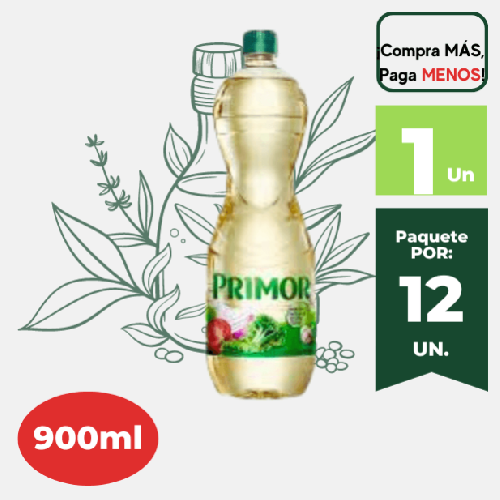 ¡Compra MÁS,
Paga MENOS!
1 Un
Paquete
POR:
12
UN.
PRIMOR
900ml